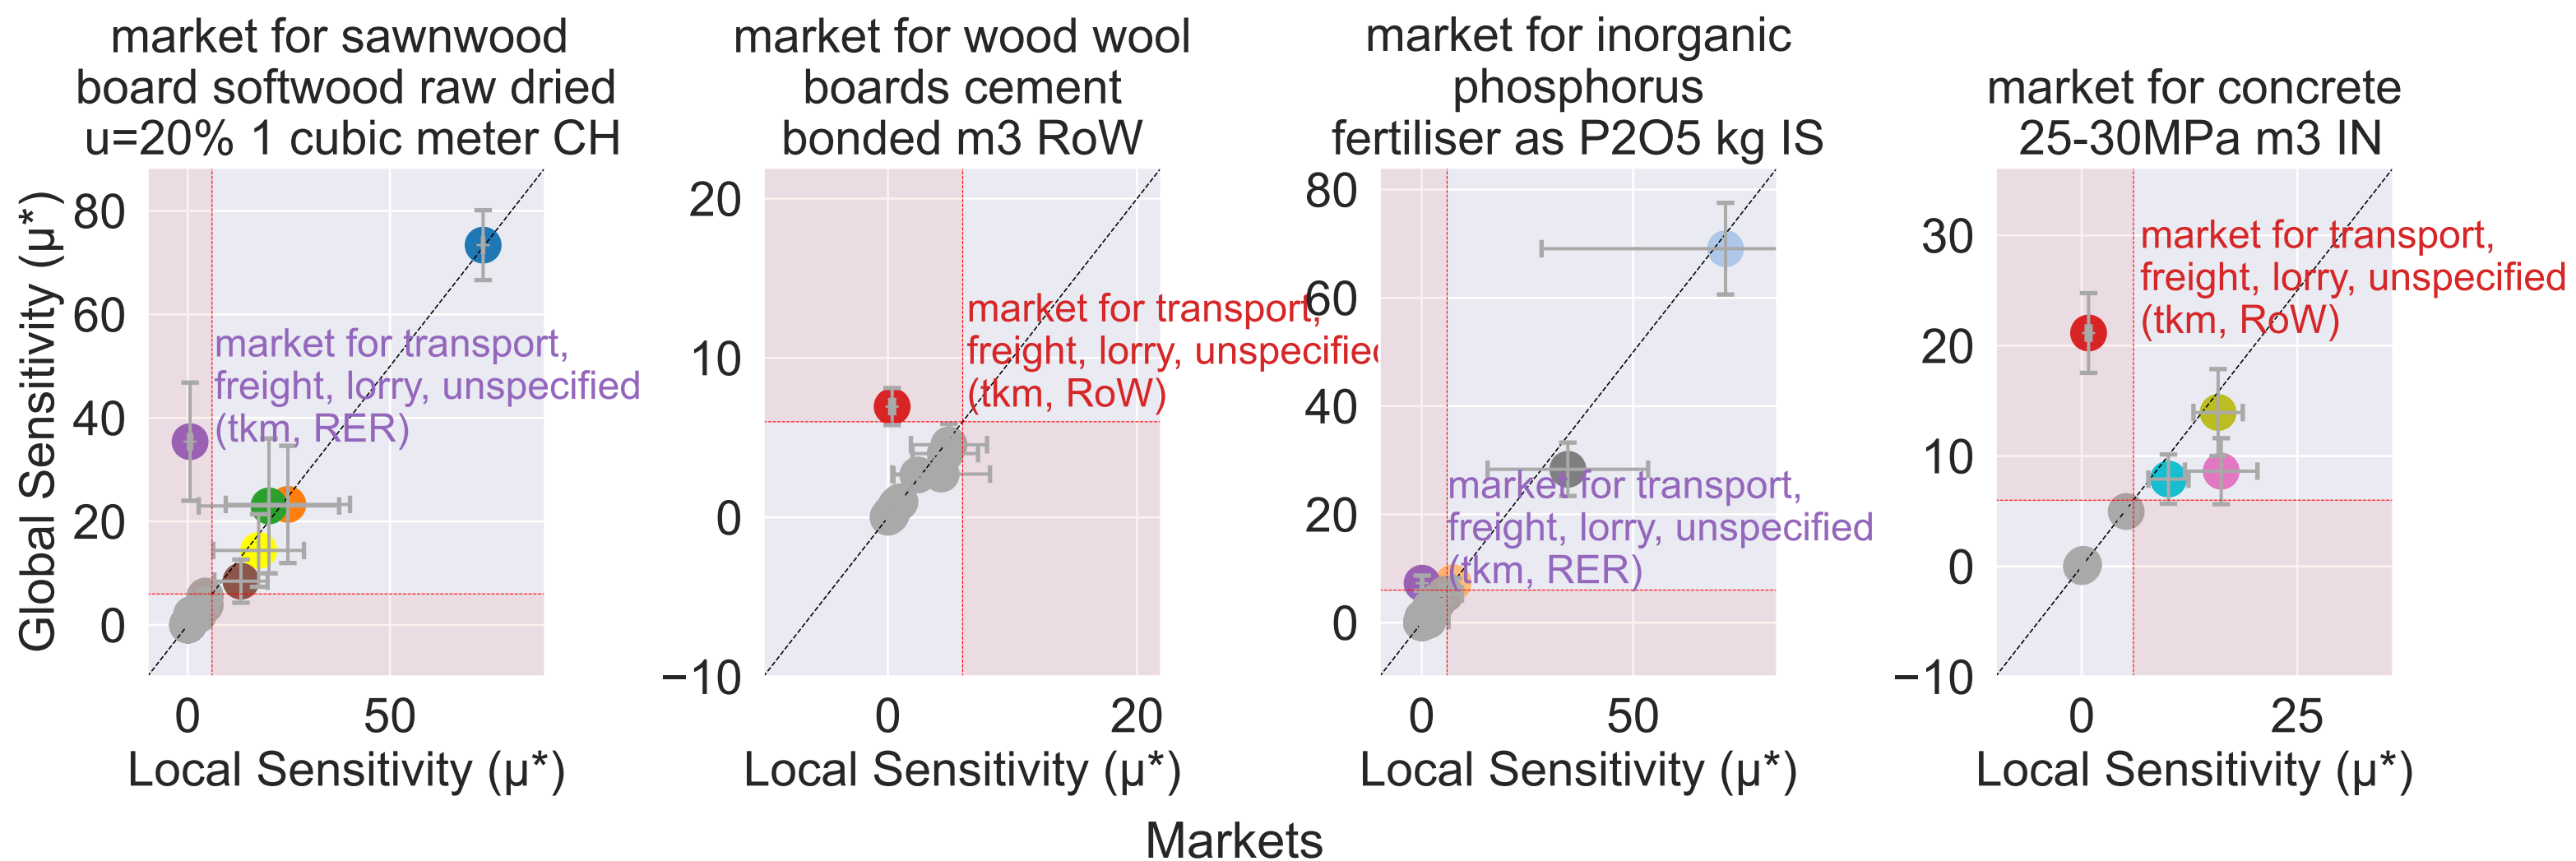 market for sawnwood
board softwood raw dried
u=20% 1 cubic meter CH
Global Sensitivity (μ*)
80
60
40
20
0
market for transport,
freight, lorry, unspecified
(tkm, RER)
0 50
Local Sensitivity (μ*)
market for wood wool
boards cement
bonded m3 RoW
20
10
0
−10
market for transport,
freight, lorry, unspecified
(tkm, RoW)
0 20
Local Sensitivity (μ*)
market for inorganic
phosphorus
fertiliser as P2O5 kg IS
80
60
40
20
0
market for transport,
freight, lorry, unspecified
(tkm, RER)
0 50
Local Sensitivity (μ*)
market for concrete
25-30MPa m3 IN
30
20
10
0
−10
market for transport,
freight, lorry, unspecified
(tkm, RoW)
0 25
Local Sensitivity (μ*)
Markets